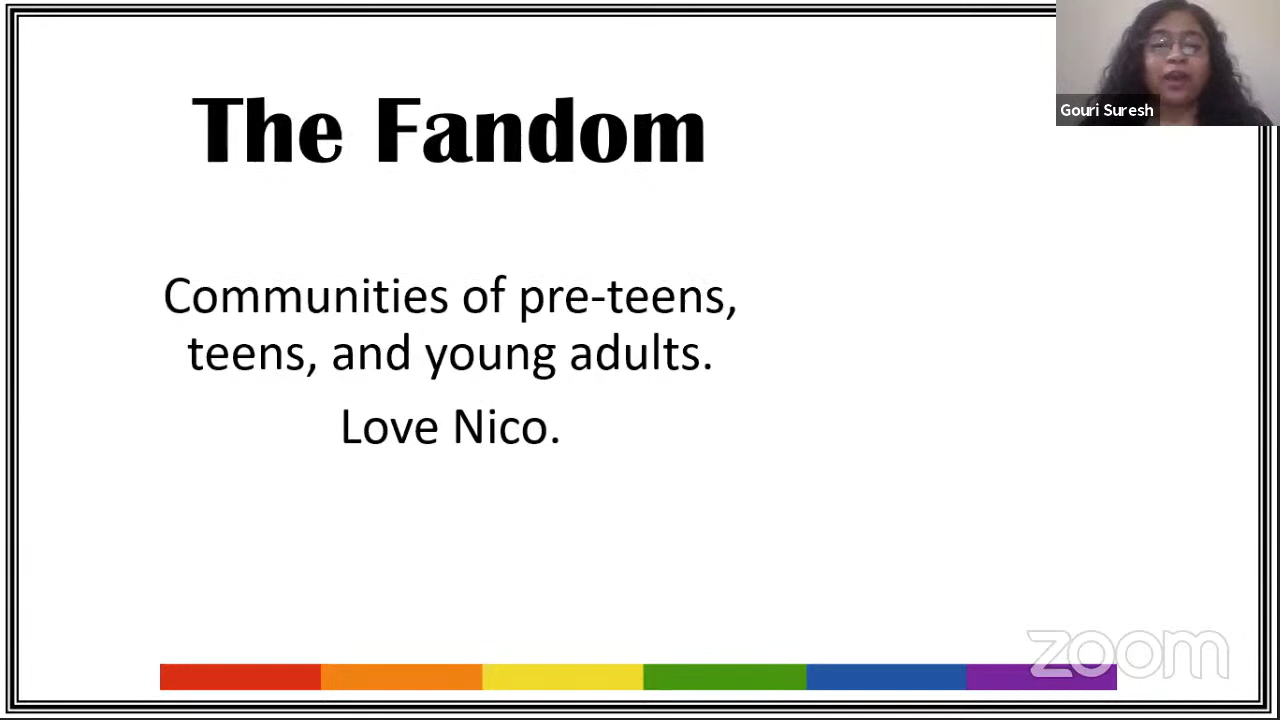 The Fandom
Gouri Suresh
Communities of pre-teens,
teens, and young adults.
Love Nico.
zoom